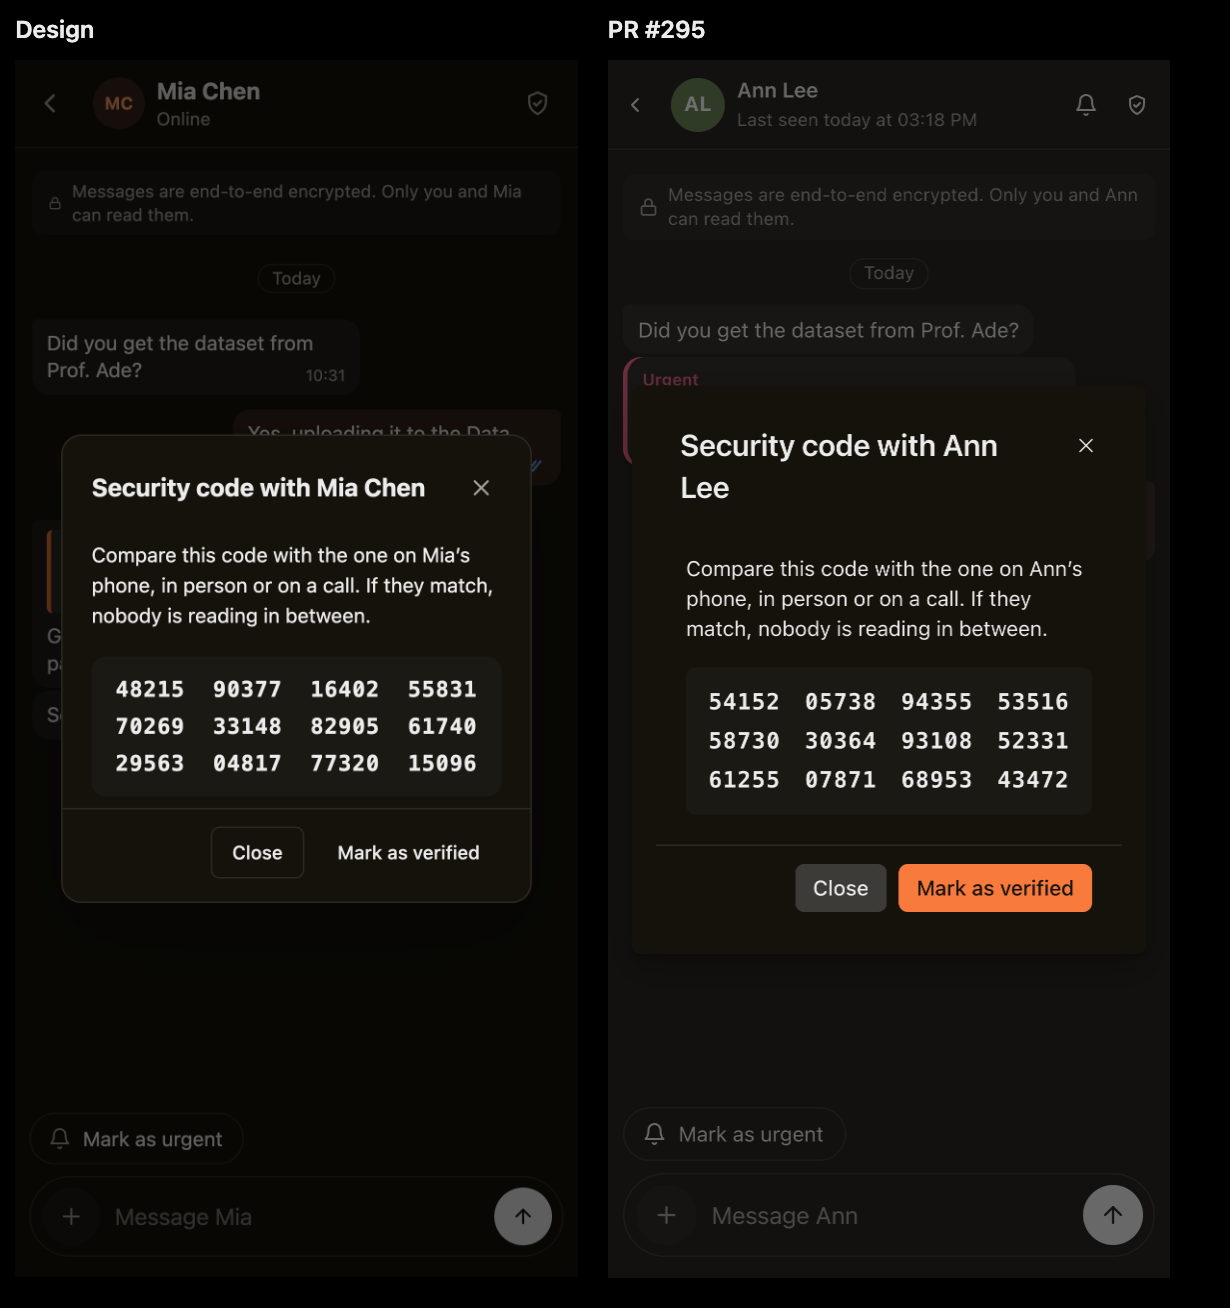 Design
MC
Mia Chen
Online
Messages are end-to-end encrypted. Only you and Mia
can read them.
Today
Did you get the dataset from
Prof. Ade?
10:31
Yes, uploading it to the Data
Security code with Mia Chen
Compare this code with the one on Mia’s
phone, in person or on a call. If they match,
nobody is reading in between.
48215 90377 16402 55831
70269 33148 82905 61740
29563 04817 77320 15096
Close
Mark as verified
Mark as urgent
Message Mia
PR #295
AL
Ann Lee
Last seen today at 03:18 PM
Messages are end-to-end encrypted. Only you and Ann
can read them.
Today
Did you get the dataset from Prof. Ade?
Urgent
Security code with Ann
Lee
Compare this code with the one on Ann’s
phone, in person or on a call. If they
match, nobody is reading in between.
54152 05738 94355 53516
58730 30364 93108 52331
61255 07871 68953 43472
Close
Mark as verified
Mark as urgent
Message Ann